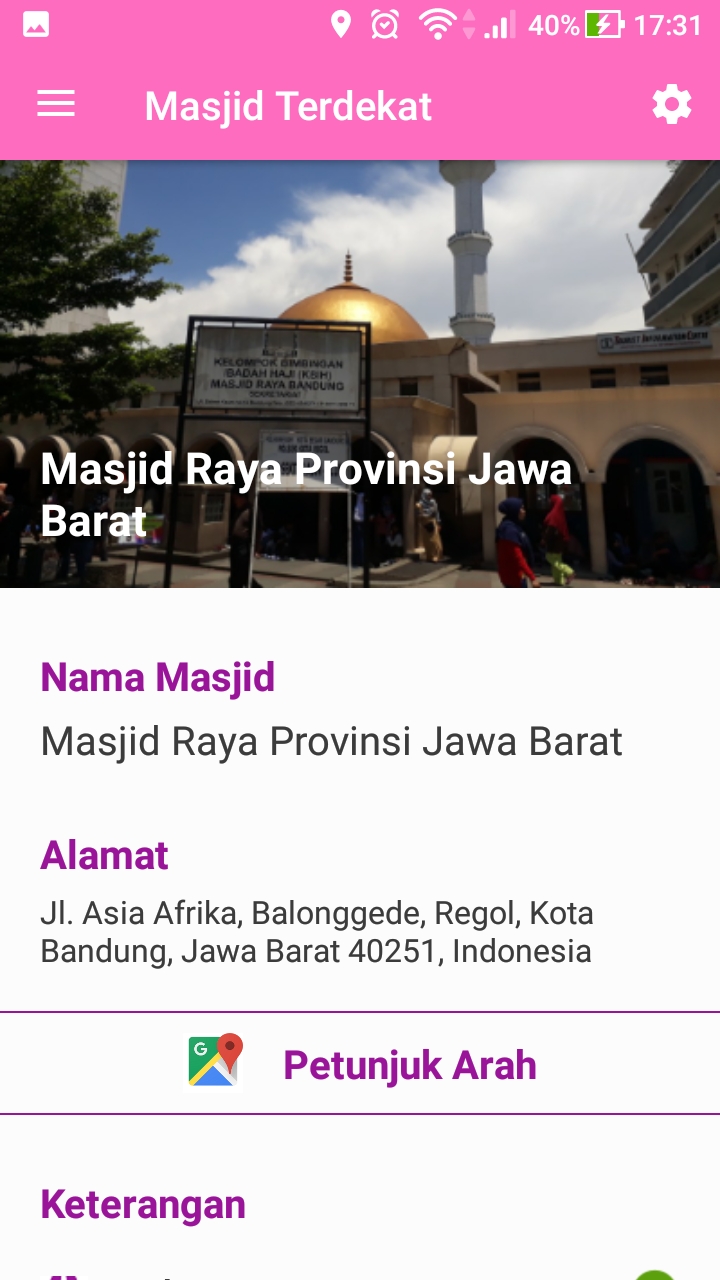 40% 17:31
Masjid Terdekat
KELOMPOK BIMBINGAN
IBADAH HAJI (KBIH)
MASJID RAYA BANDUNG
SEKRETARIAT
Masjid Raya Provinsi Jawa
Barat
Nama Masjid
Masjid Raya Provinsi Jawa Barat
Alamat
Jl. Asia Afrika, Balonggede, Regol, Kota
Bandung, Jawa Barat 40251, Indonesia
G
Petunjuk Arah
Keterangan